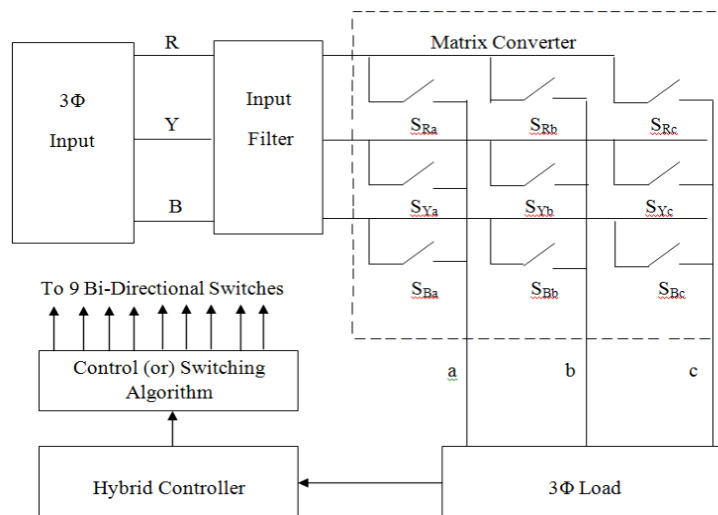 R
Matrix Converter
3Φ
Input
Input
Filter
Y
B
SRa
SRb
SRc
SYa
SYb
SYc
SBa
SBb
SBc
To 9 Bi-Directional Switches
Control (or) Switching
Algorithm
a
b
c
Hybrid Controller
3Φ Load